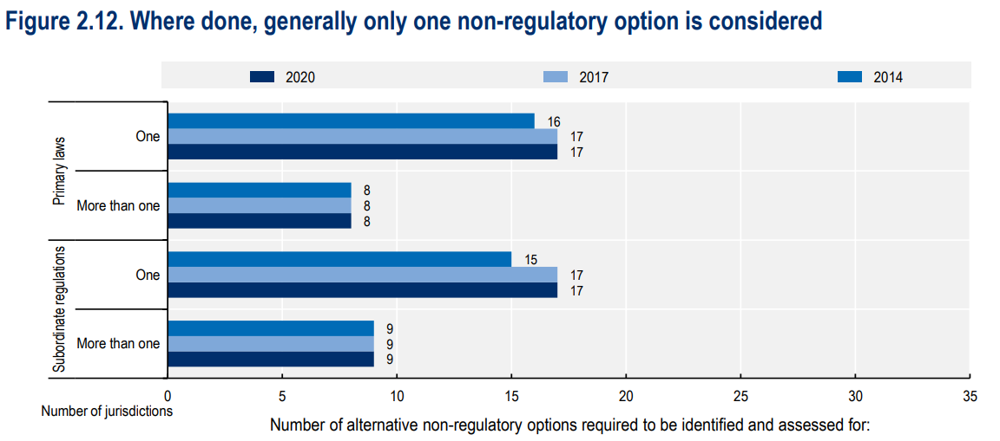 Figure 2.12. Where done, generally only one non-regulatory option is considered
2020 2017 2014
Primary laws
One
16
17
17
More than one
8
8
8
Subordinate regulations
One
15
17
17
More than one
9
9
9
0 5 10 15 20 25 30 35
Number of jurisdictions
Number of alternative non-regulatory options required to be identified and assessed for: